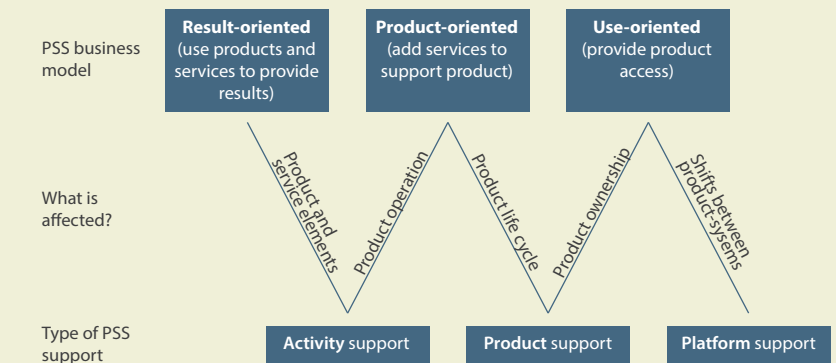 PSS business
model
Result-oriented
(use products and
services to provide
results)
Product-oriented
(add services to
support product)
Use-oriented
(provide product
access)
What is
affected?
Product and
service elements
Product operation
Product life cycle
Product ownership
Shifts between
product-sysems
Type of PSS
support
Activity support
Product support
Platform support